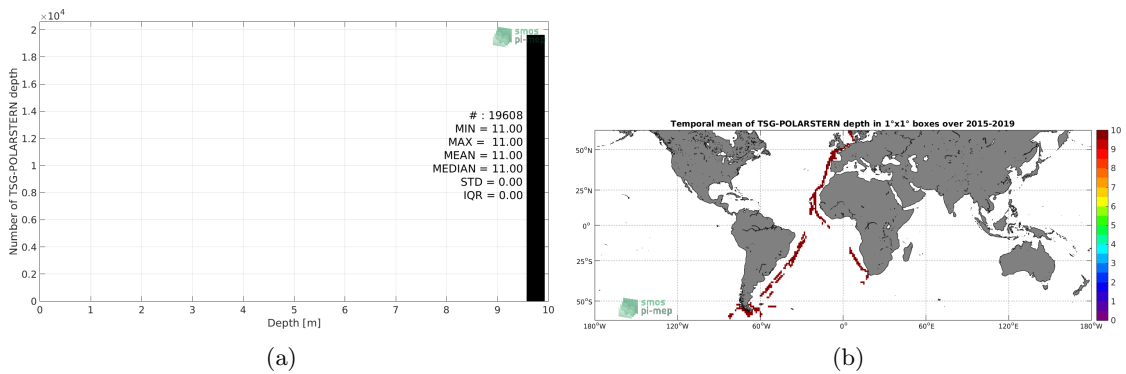 ×10⁴
2
1.8
1.6
1.4
1.2
1
0.8
0.6
0.4
0.2
0
Number of TSG-POLARSTERN depth
smos
pi-mep
# : 19608
MIN = 11.00
MAX = 11.00
MEAN = 11.00
MEDIAN = 11.00
STD = 0.00
IQR = 0.00
0 1 2 3 4 5 6 7 8 9 10
Depth [m]
(a)
Temporal mean of TSG-POLARSTERN depth in 1°x1° boxes over 2015-2019
50°N
25°N
0°
25°S
50°S
smos
pi-mep
180°W 120°W 60°W 0° 60°E 120°E 180°W
10
9
8
7
6
5
4
3
2
1
0
(b)